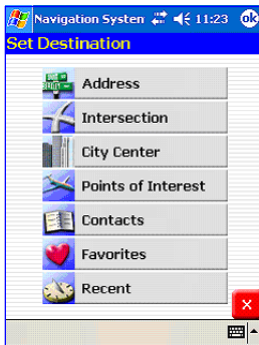 Navigation Systen 11:23 ok
Set Destination
Address
Intersection
City Center
Points of Interest
Contacts
Favorites
Recent